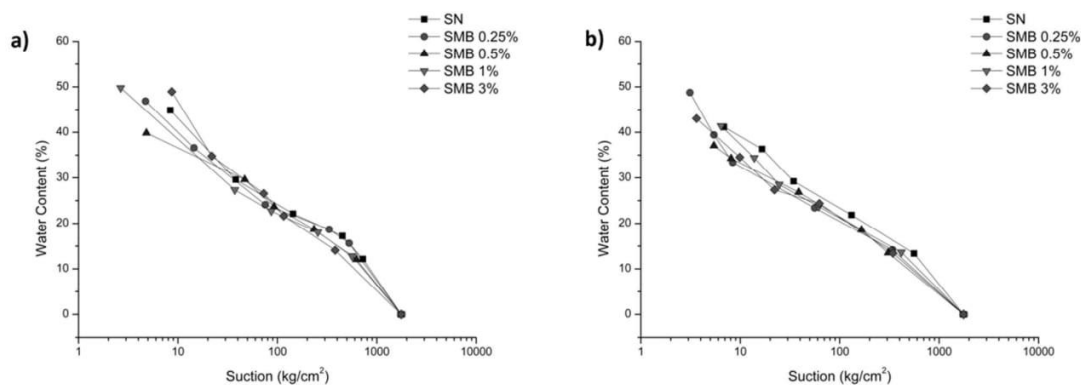 a)
SN
SMB 0.25%
SMB 0.5%
SMB 1%
SMB 3%
60
50
40
30
20
10
0
Water Content (%)
1
10
100
1000
10000
Suction (kg/cm²)
b)
SN
SMB 0.25%
SMB 0.5%
SMB 1%
SMB 3%
60
50
40
30
20
10
0
Water Content (%)
1
10
100
1000
10000
Suction (kg/cm²)